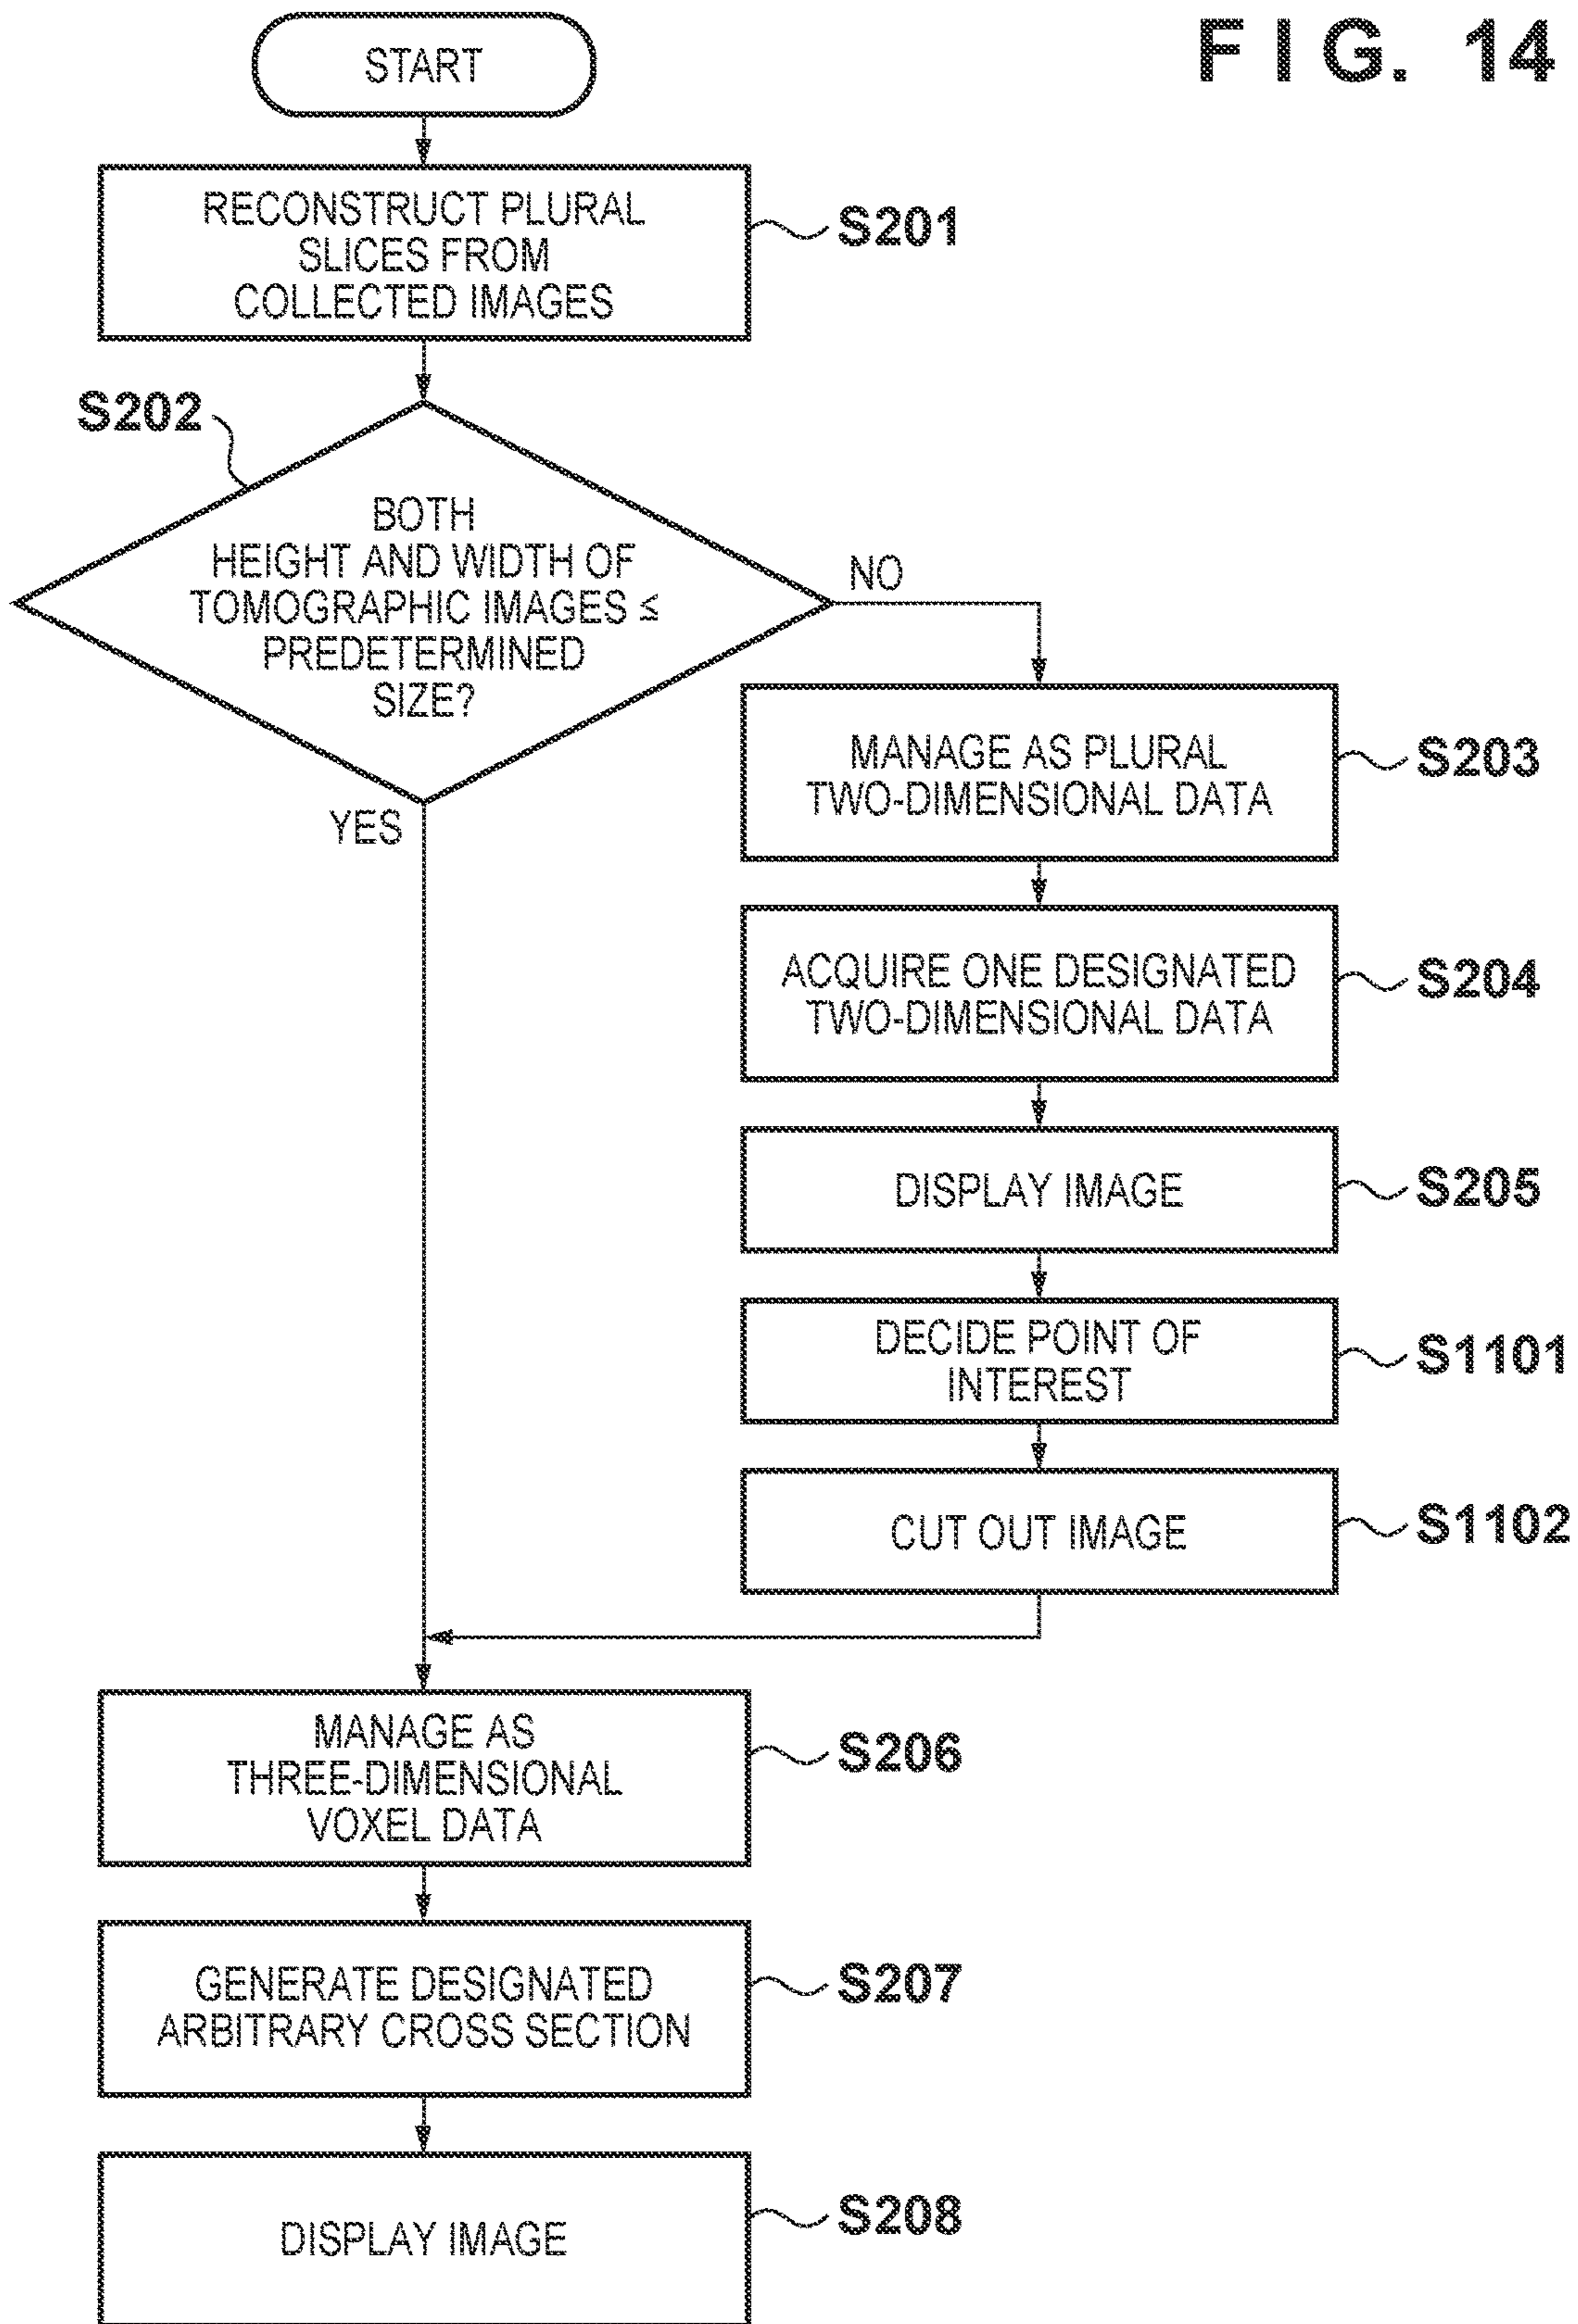 FIG. 14
START
RECONSTRUCT PLURAL
SLICES FROM
COLLECTED IMAGES
S201
S202
BOTH
HEIGHT AND WIDTH OF
TOMOGRAPHIC IMAGES ≦
PREDETERMINED
SIZE?
NO
YES
MANAGE AS PLURAL
TWO-DIMENSIONAL DATA
S203
ACQUIRE ONE DESIGNATED
TWO-DIMENSIONAL DATA
S204
DISPLAY IMAGE
S205
DECIDE POINT OF
INTEREST
S1101
CUT OUT IMAGE
S1102
MANAGE AS
THREE-DIMENSIONAL
VOXEL DATA
S206
GENERATE DESIGNATED
ARBITRARY CROSS SECTION
S207
DISPLAY IMAGE
S208